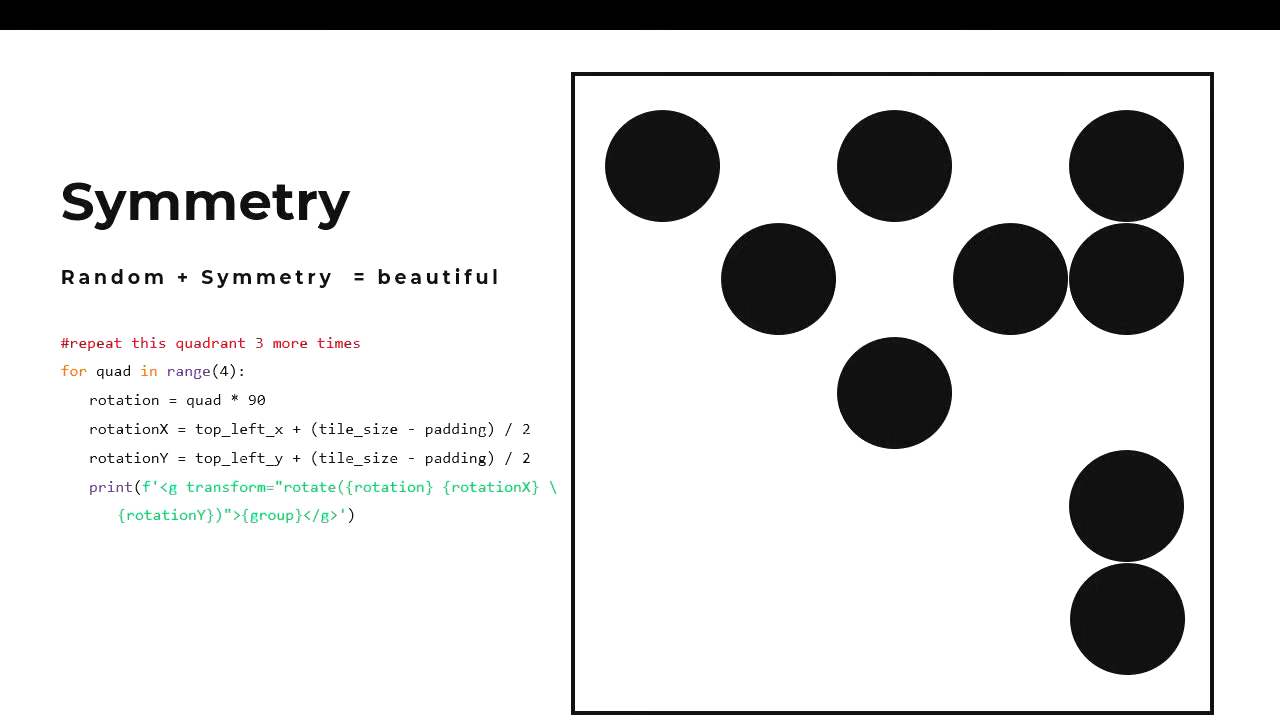 Symmetry
Random + Symmetry = beautiful
#repeat this quadrant 3 more times
for quad in range(4):
rotation = quad * 90
rotationX = top_left_x + (tile_size - padding) / 2
rotationY = top_left_y + (tile_size - padding) / 2
print(f'<g transform="rotate({rotation} {rotationX} \
{rotationY})">{group}</g>')